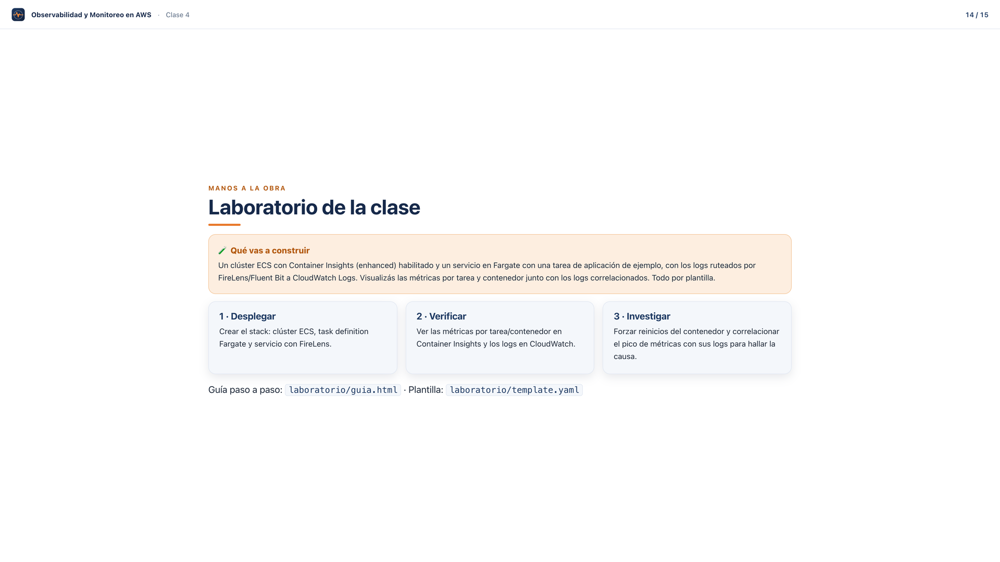 Observabilidad y Monitoreo en AWS · Clase 4
14 / 15
MANOS A LA OBRA
Laboratorio de la clase
Qué vas a construir
Un clúster ECS con Container Insights (enhanced) habilitado y un servicio en Fargate con una tarea de aplicación de ejemplo, con los logs ruteados por
FireLens/Fluent Bit a CloudWatch Logs. Visualizás las métricas por tarea y contenedor junto con los logs correlacionados. Todo por plantilla.
1 · Desplegar
Crear el stack: clúster ECS, task definition
Fargate y servicio con FireLens.
2 · Verificar
Ver las métricas por tarea/contenedor en
Container Insights y los logs en CloudWatch.
3 · Investigar
Forzar reinicios del contenedor y correlacionar
el pico de métricas con sus logs para hallar la
causa.
Guía paso a paso: laboratorio/guia.html · Plantilla: laboratorio/template.yaml